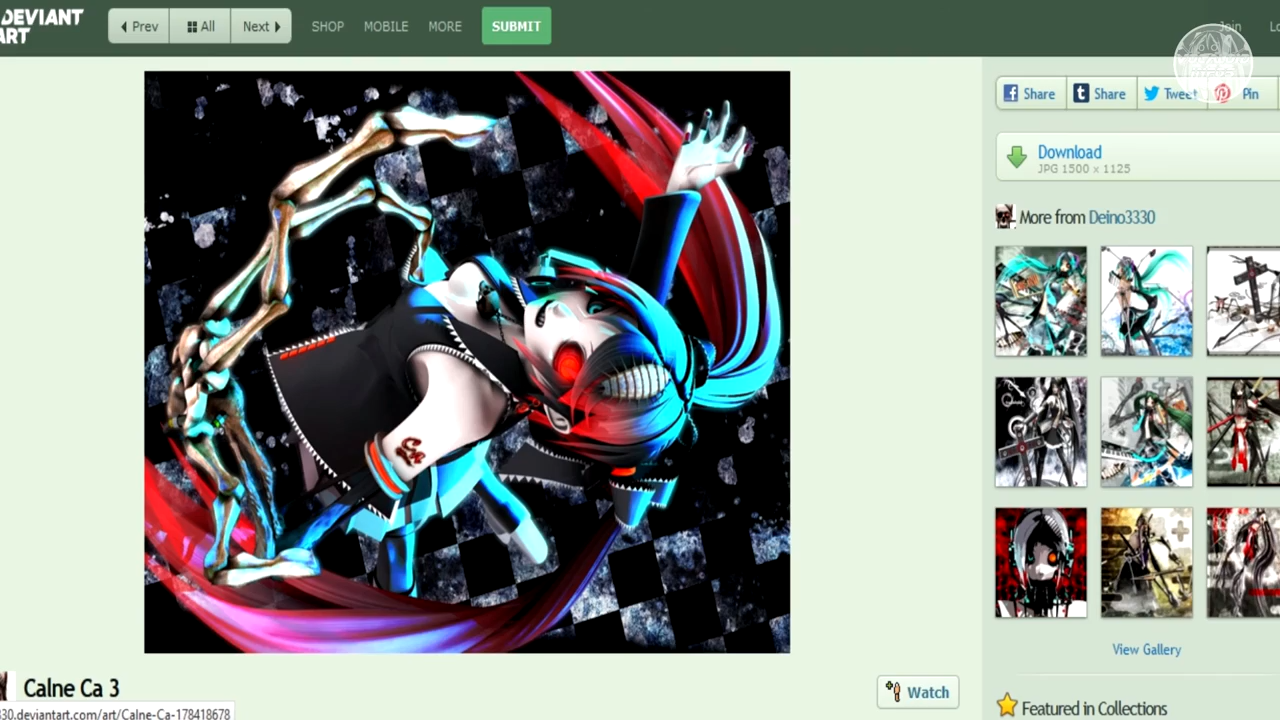 DEVIANT
ART
Prev
All
Next
SHOP
MOBILE
MORE
SUBMIT
Join
Share
Share
Tweet
Pin
Download
JPG 1500 × 1125
More from Deino3330
View Gallery
Calne Ca 3
Watch
330.deviantart.com/art/Calne-Ca-178418678
Featured in Collections